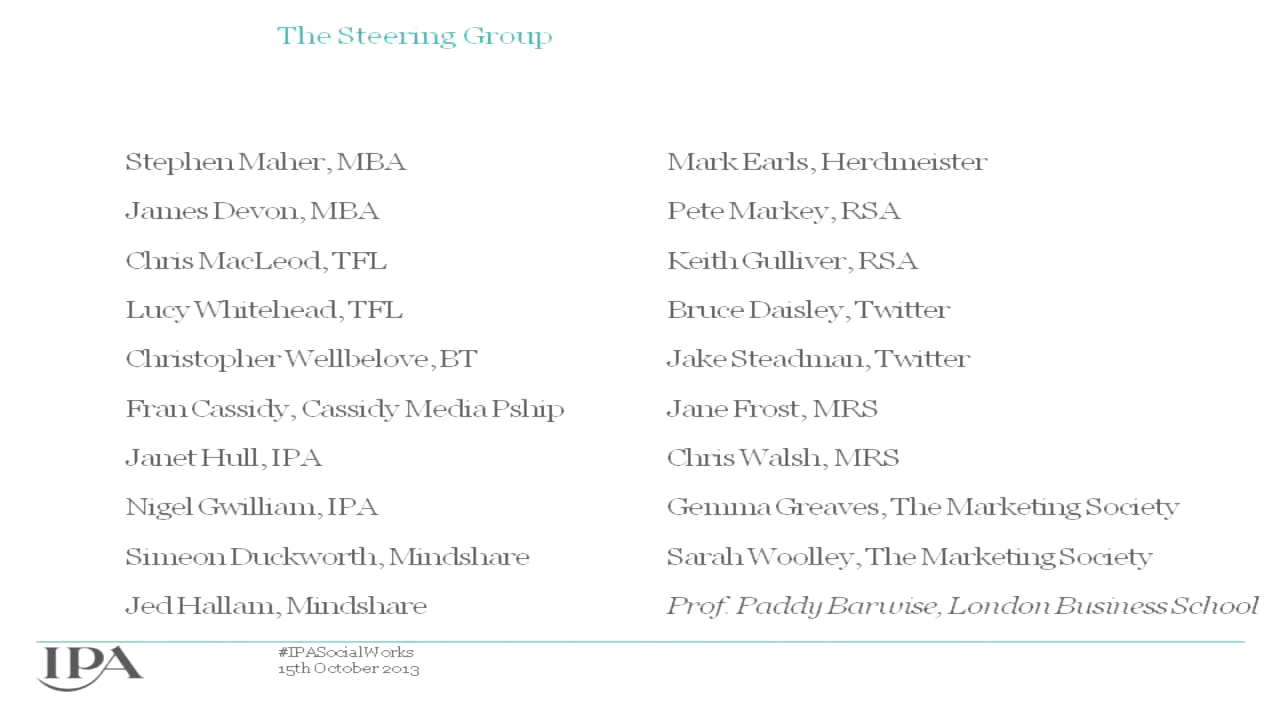 The Steering Group
Stephen Maher, MBA
James Devon, MBA
Chris MacLeod, TFL
Lucy Whitehead, TFL
Christopher Wellbelove, BT
Fran Cassidy, Cassidy Media Pship
Janet Hull, IPA
Nigel Gwilliam, IPA
Simeon Duckworth, Mindshare
Jed Hallam, Mindshare
Mark Earls, Herdmeister
Pete Markey, RSA
Keith Gulliver, RSA
Bruce Daisley, Twitter
Jake Steadman, Twitter
Jane Frost, MRS
Chris Walsh, MRS
Gemma Greaves, The Marketing Society
Sarah Woolley, The Marketing Society
Prof. Paddy Barwise, London Business School
IPA
#IPASocialWorks
15th October 2013